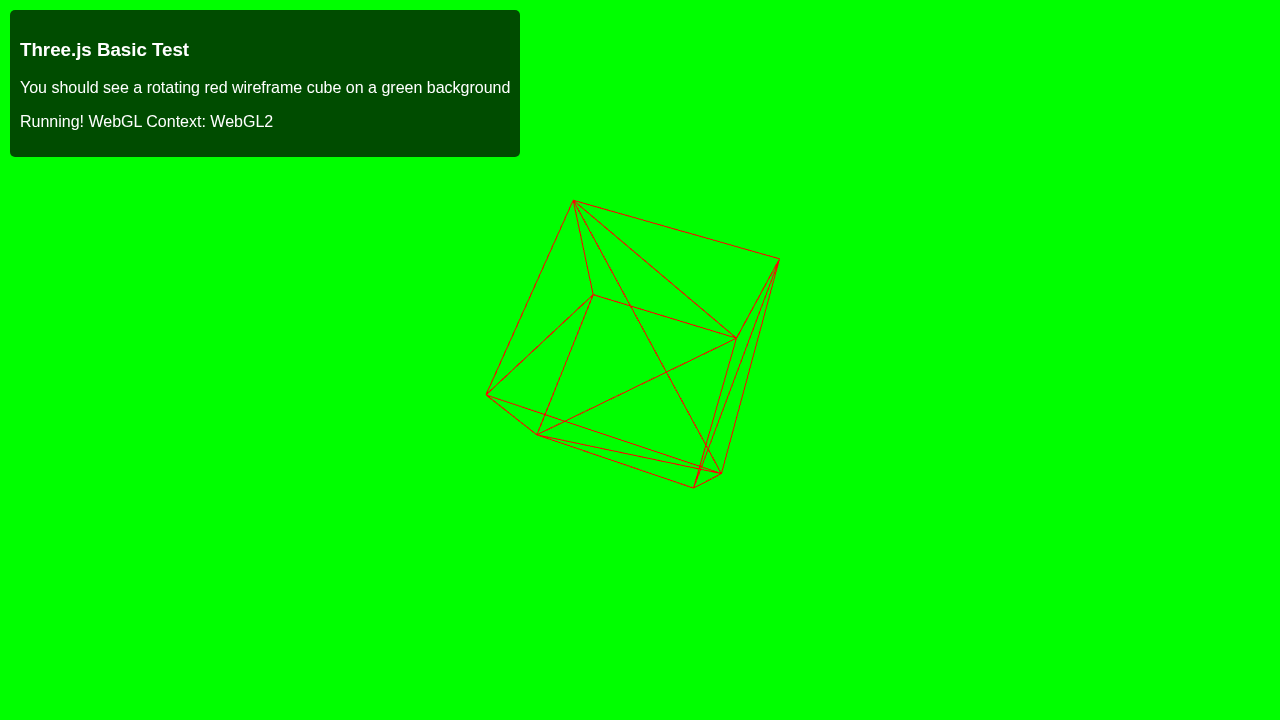 Three.js Basic Test
You should see a rotating red wireframe cube on a green background
Running! WebGL Context: WebGL2